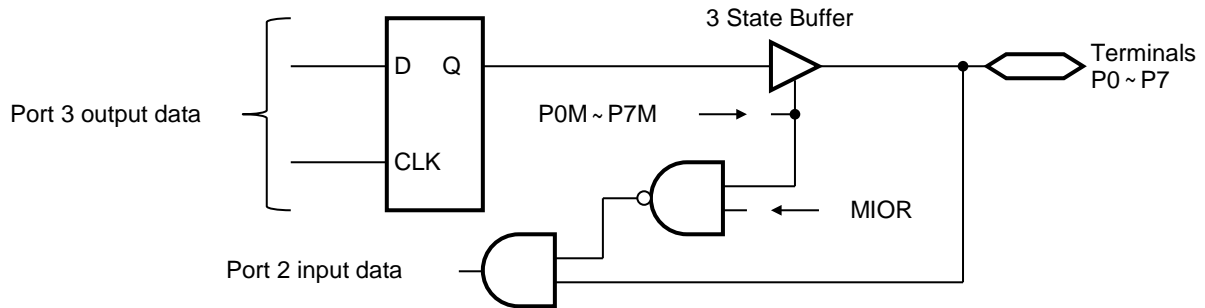 3 State Buffer
D Q
Terminals
P0 ~ P7
Port 3 output data
P0M ~ P7M
CLK
MIOR
Port 2 input data